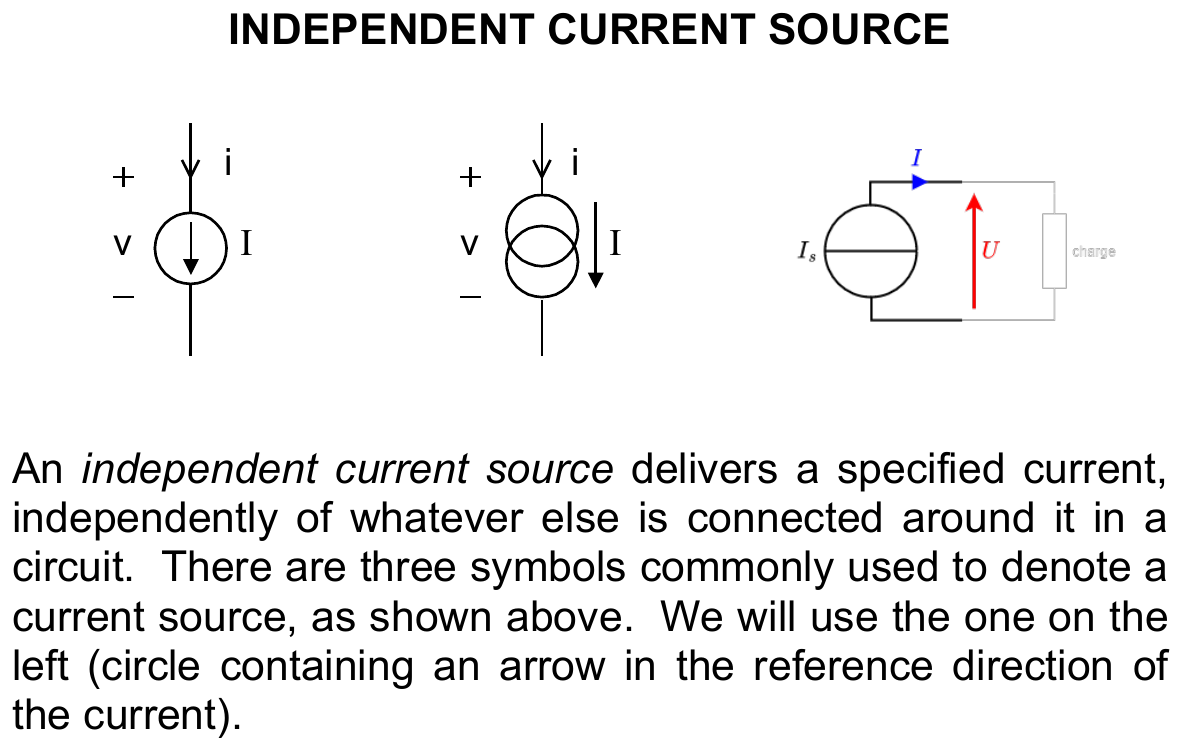 INDEPENDENT CURRENT SOURCE
+ i
v I
–
+ i
v I
–
I
I_s U charge
An independent current source delivers a specified current,
independently of whatever else is connected around it in a
circuit. There are three symbols commonly used to denote a
current source, as shown above. We will use the one on the
left (circle containing an arrow in the reference direction of
the current).